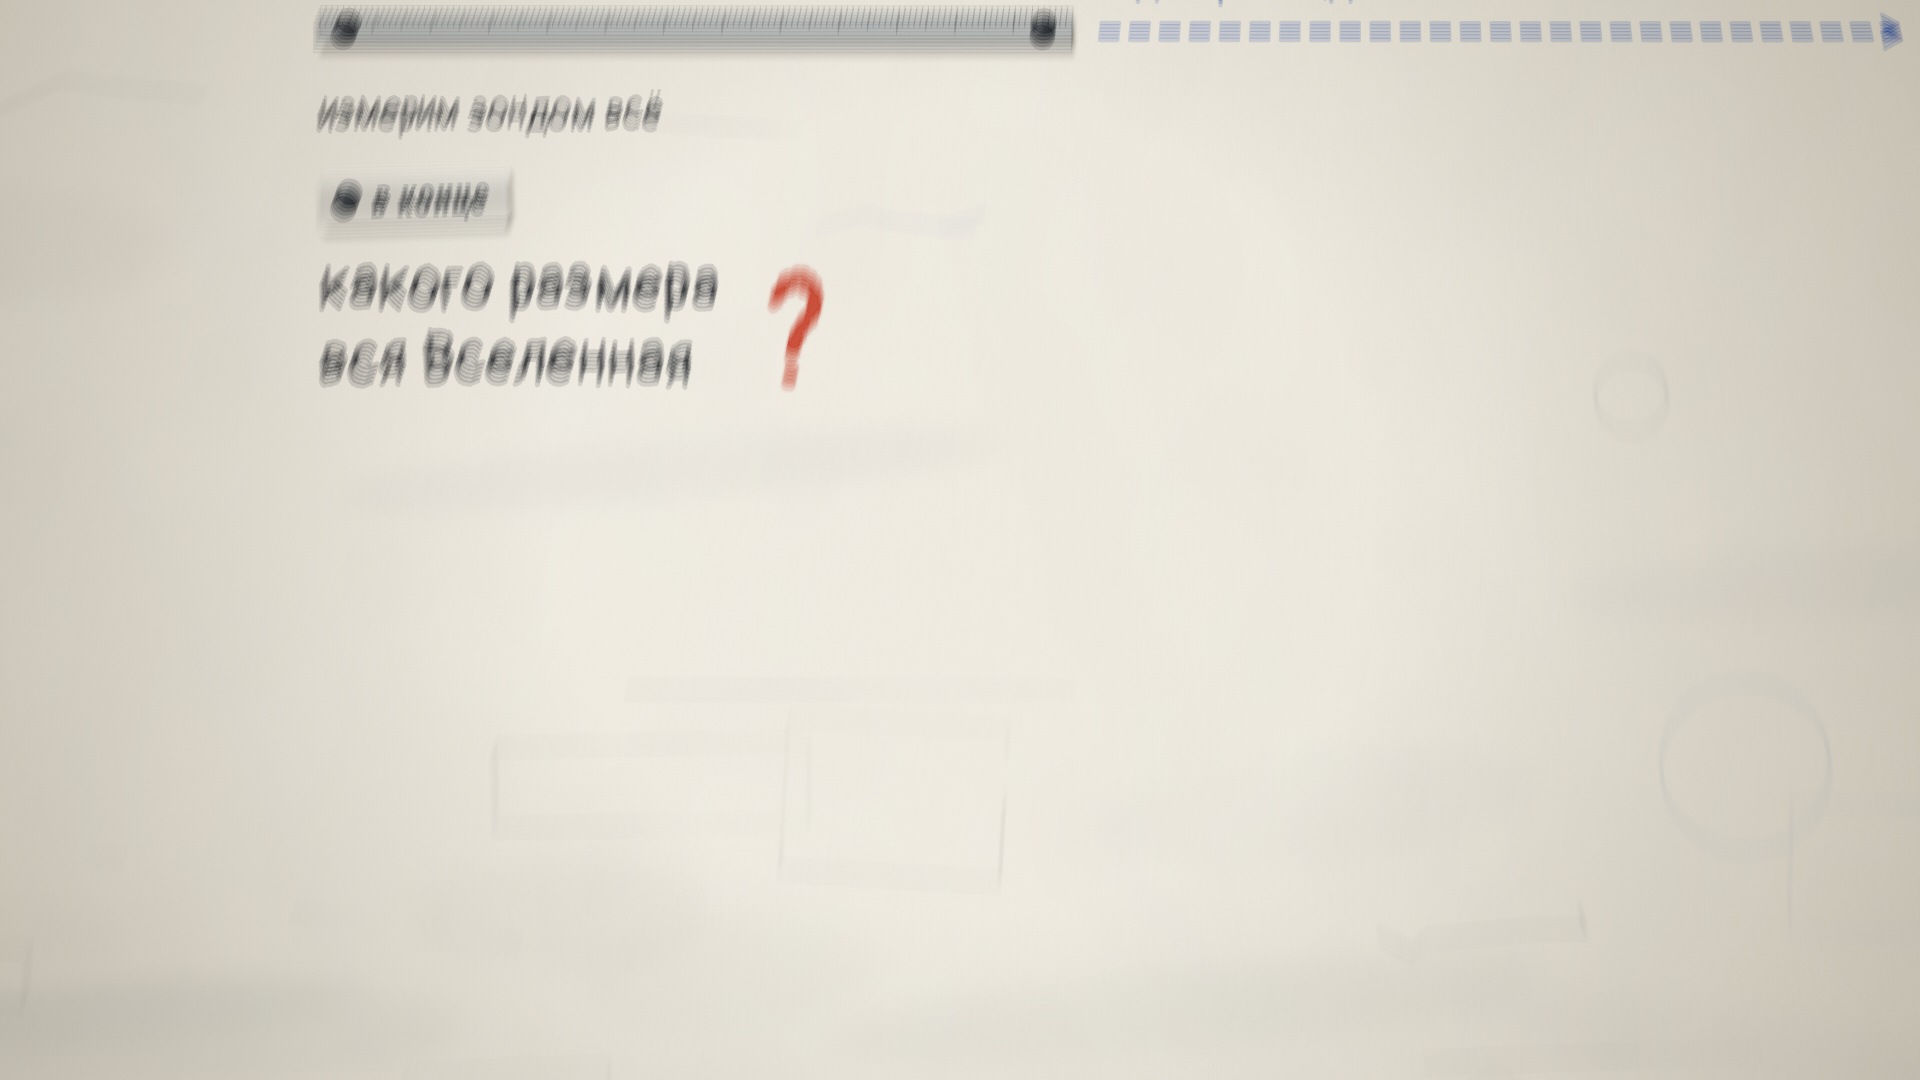 измерим зондом всё
в конце
какого размера
вся Вселенная
?